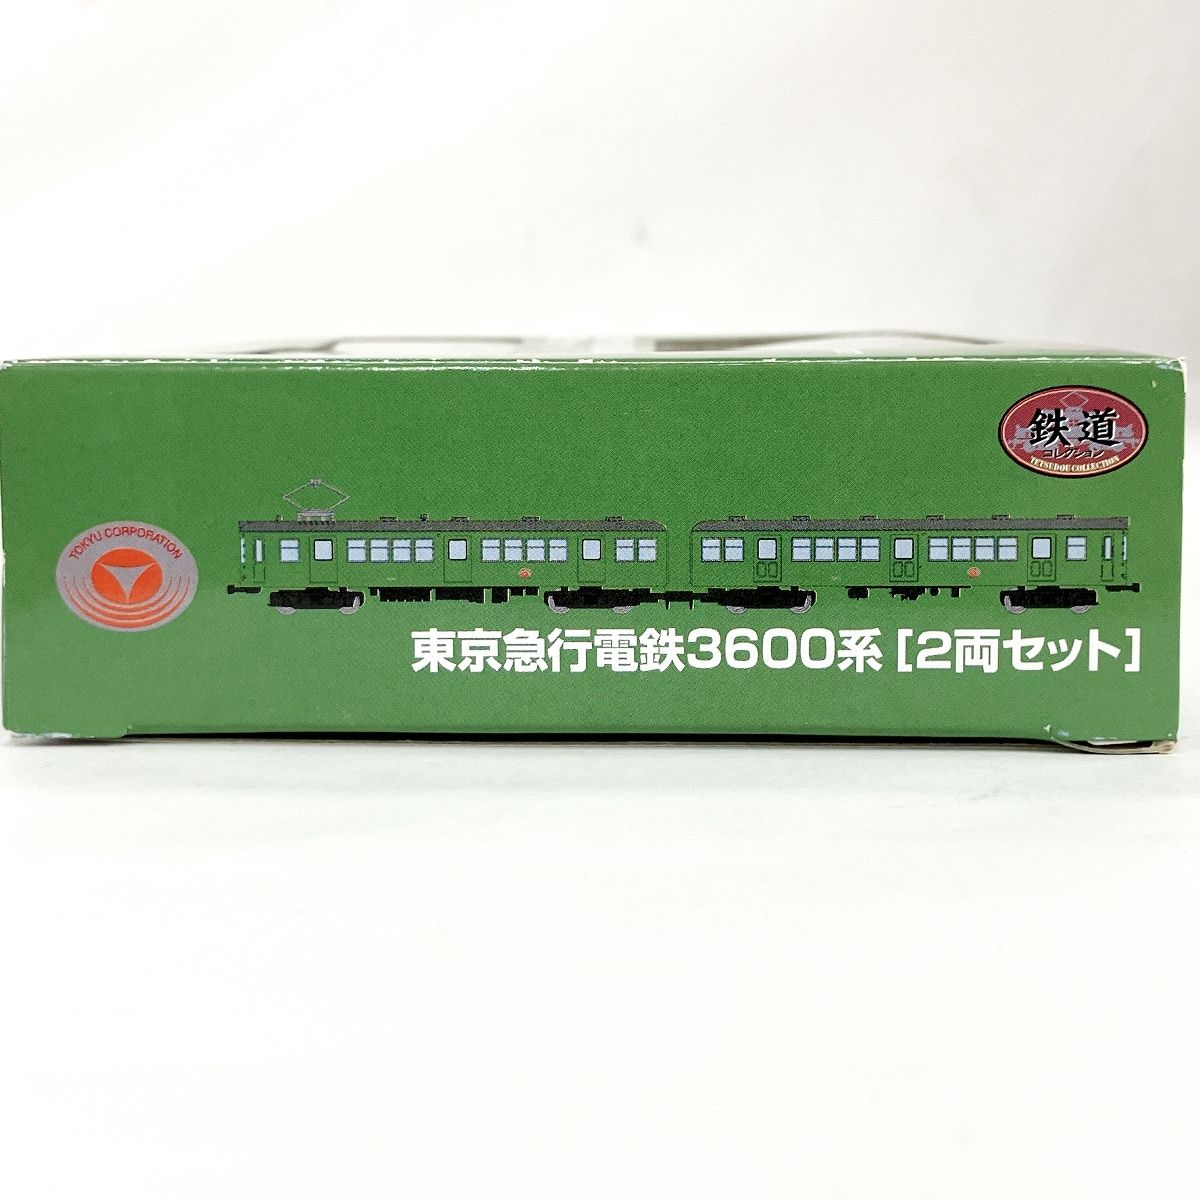 鉄道
コレクション
TETSUDOU COLLECTION
TOKYU CORPORATION
東京急行電鉄3600系[2両セット]